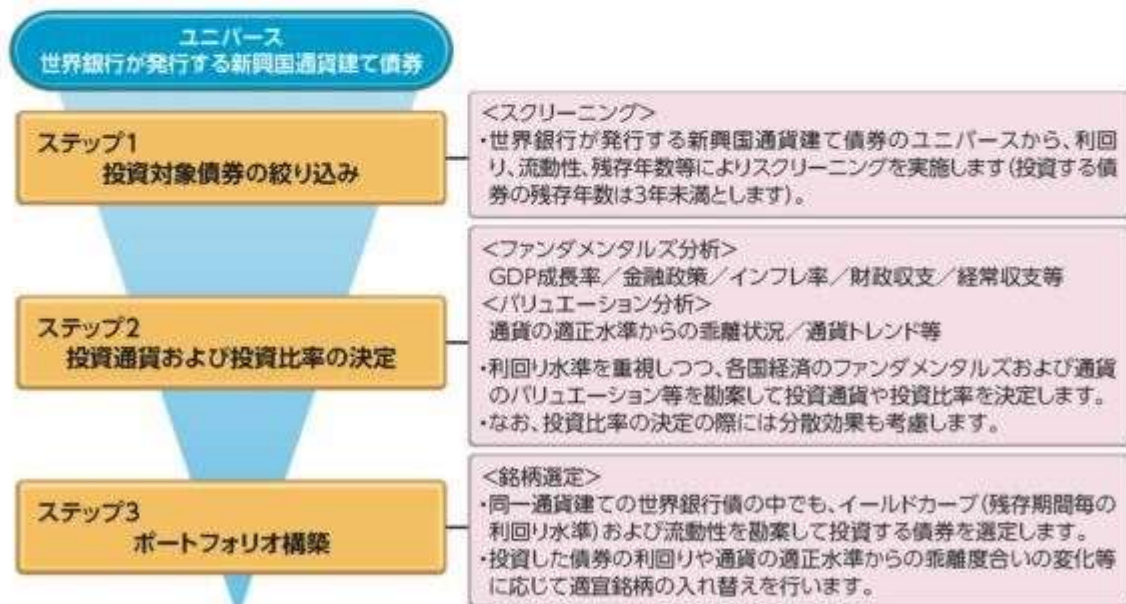 ユニバース
世界銀行が発行する新興国通貨建て債券
ステップ1
投資対象債券の絞り込み
<スクリーニング>
・世界銀行が発行する新興国通貨建て債券のユニバースから、利回
り、流動性、残存年数等によりスクリーニングを実施します(投資する債
券の残存年数は3年未満とします)。
ステップ2
投資通貨および投資比率の決定
<ファンダメンタルズ分析>
GDP成長率/金融政策/インフレ率/財政収支/経常収支等
<バリュエーション分析>
通貨の適正水準からの乖離状況/通貨トレンド等
・利回り水準を重視しつつ、各国経済のファンダメンタルズおよび通貨
のバリュエーション等を勘案して投資通貨や投資比率を決定します。
・なお、投資比率の決定の際には分散効果も考慮します。
ステップ3
ポートフォリオ構築
<銘柄選定>
・同一通貨建ての世界銀行債の中でも、イールドカーブ(残存期間毎の
利回り水準)および流動性を勘案して投資する債券を選定します。
・投資した債券の利回りや通貨の適正水準からの乖離度合いの変化等
に応じて適宜銘柄の入れ替えを行います。